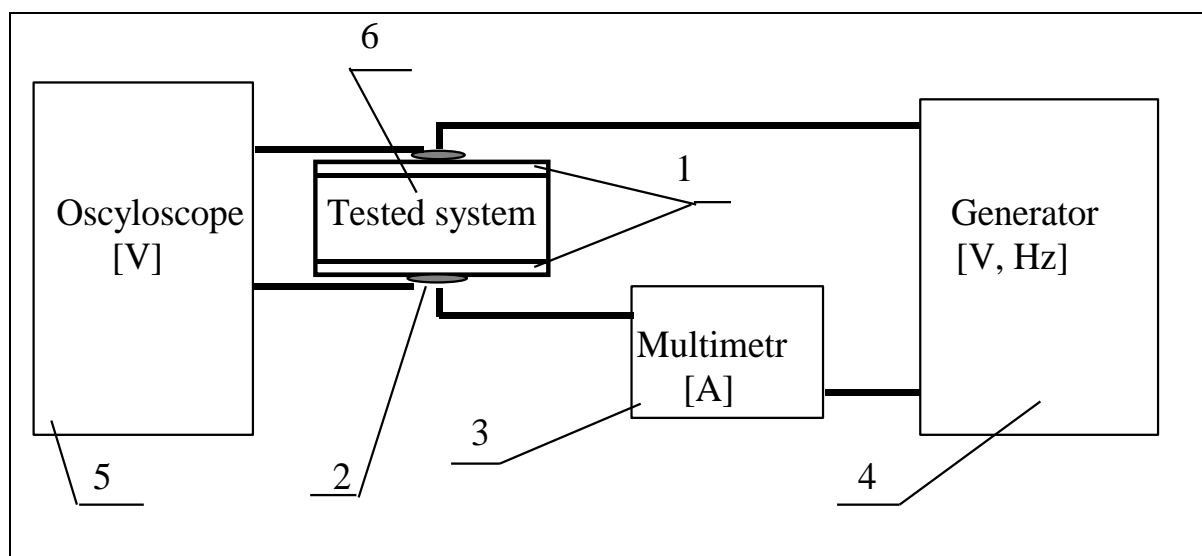 6
1
Oscyloscope
[V]
Tested system
Generator
[V, Hz]
Multimetr
[A]
3
5
2
4